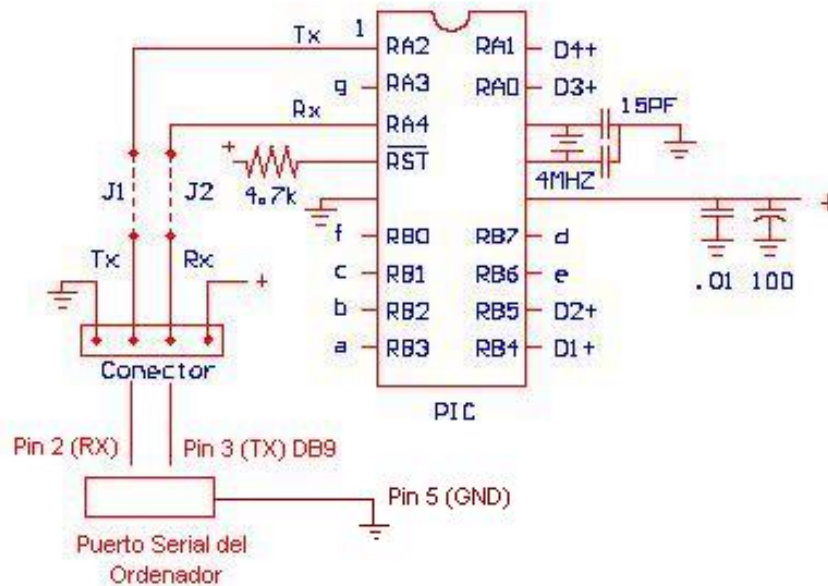 Tx
1
RA2
RA1
D4+
g
RA3
RA0
D3+
Rx
RA4
15PF
+
RST
4.7k
4MHZ
J1
J2
+
f
RB0
RB7
d
Tx
Rx
c
RB1
RB6
e
.01
100
+
b
RB2
RB5
D2+
a
RB3
RB4
D1+
Conector
PIC
Pin 2 (RX)
Pin 3 (TX) DB9
Pin 5 (GND)
Puerto Serial del
Ordenador